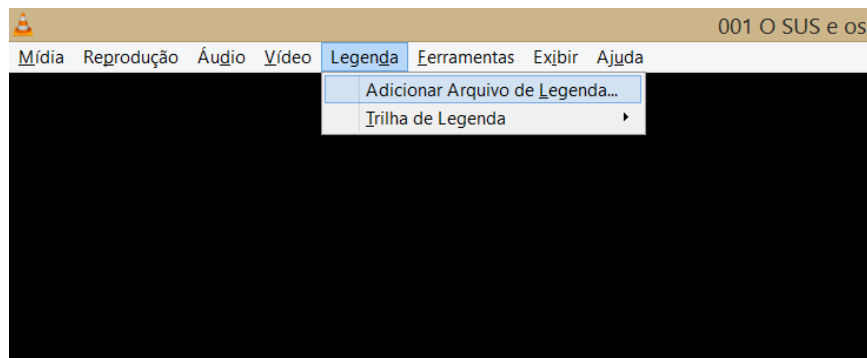 001 O SUS e os
Mídia Reprodução Áudio Vídeo Legenda Ferramentas Exibir Ajuda
Adicionar Arquivo de Legenda...
Trilha de Legenda